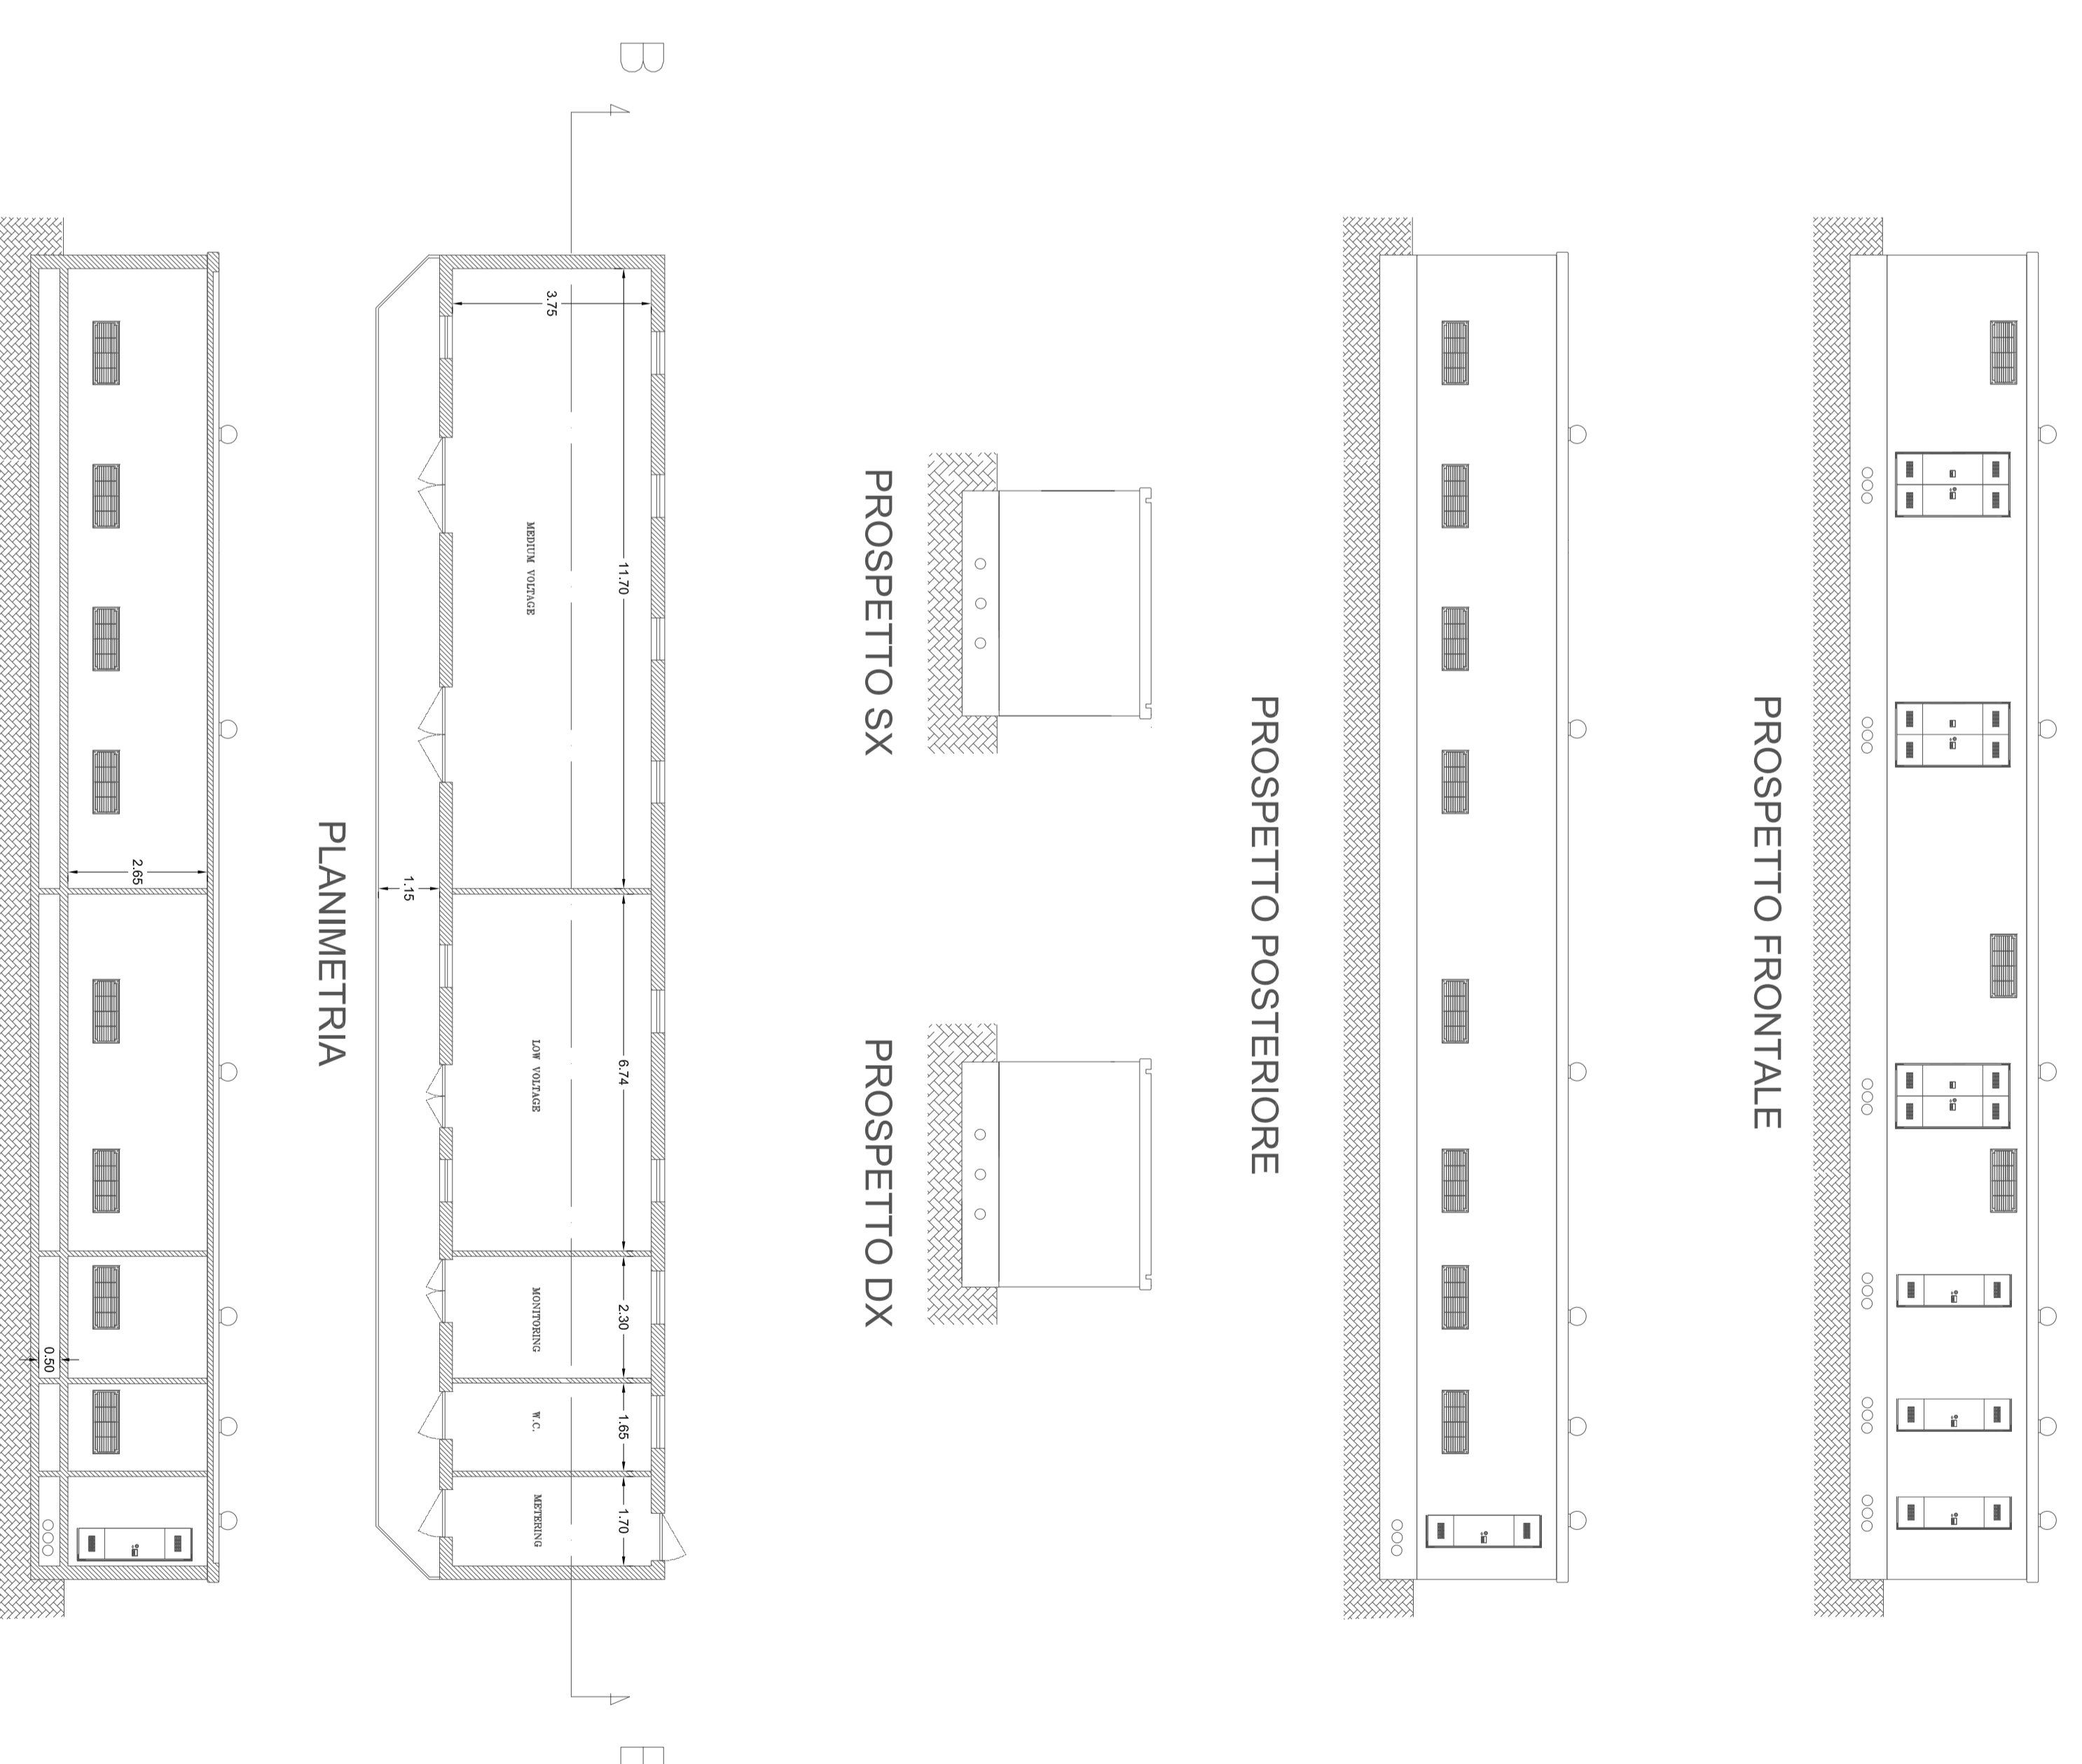 PROSPETTO FRONTALE
PROSPETTO POSTERIORE
PROSPETTO SX
PROSPETTO DX
B
11.70
6.74
2.30
1.65
1.70
3.75
MEDIUM VOLTAGE
LOW VOLTAGE
MONITORING
W.C.
METERING
1.15
PLANIMETRIA
2.65
0.50